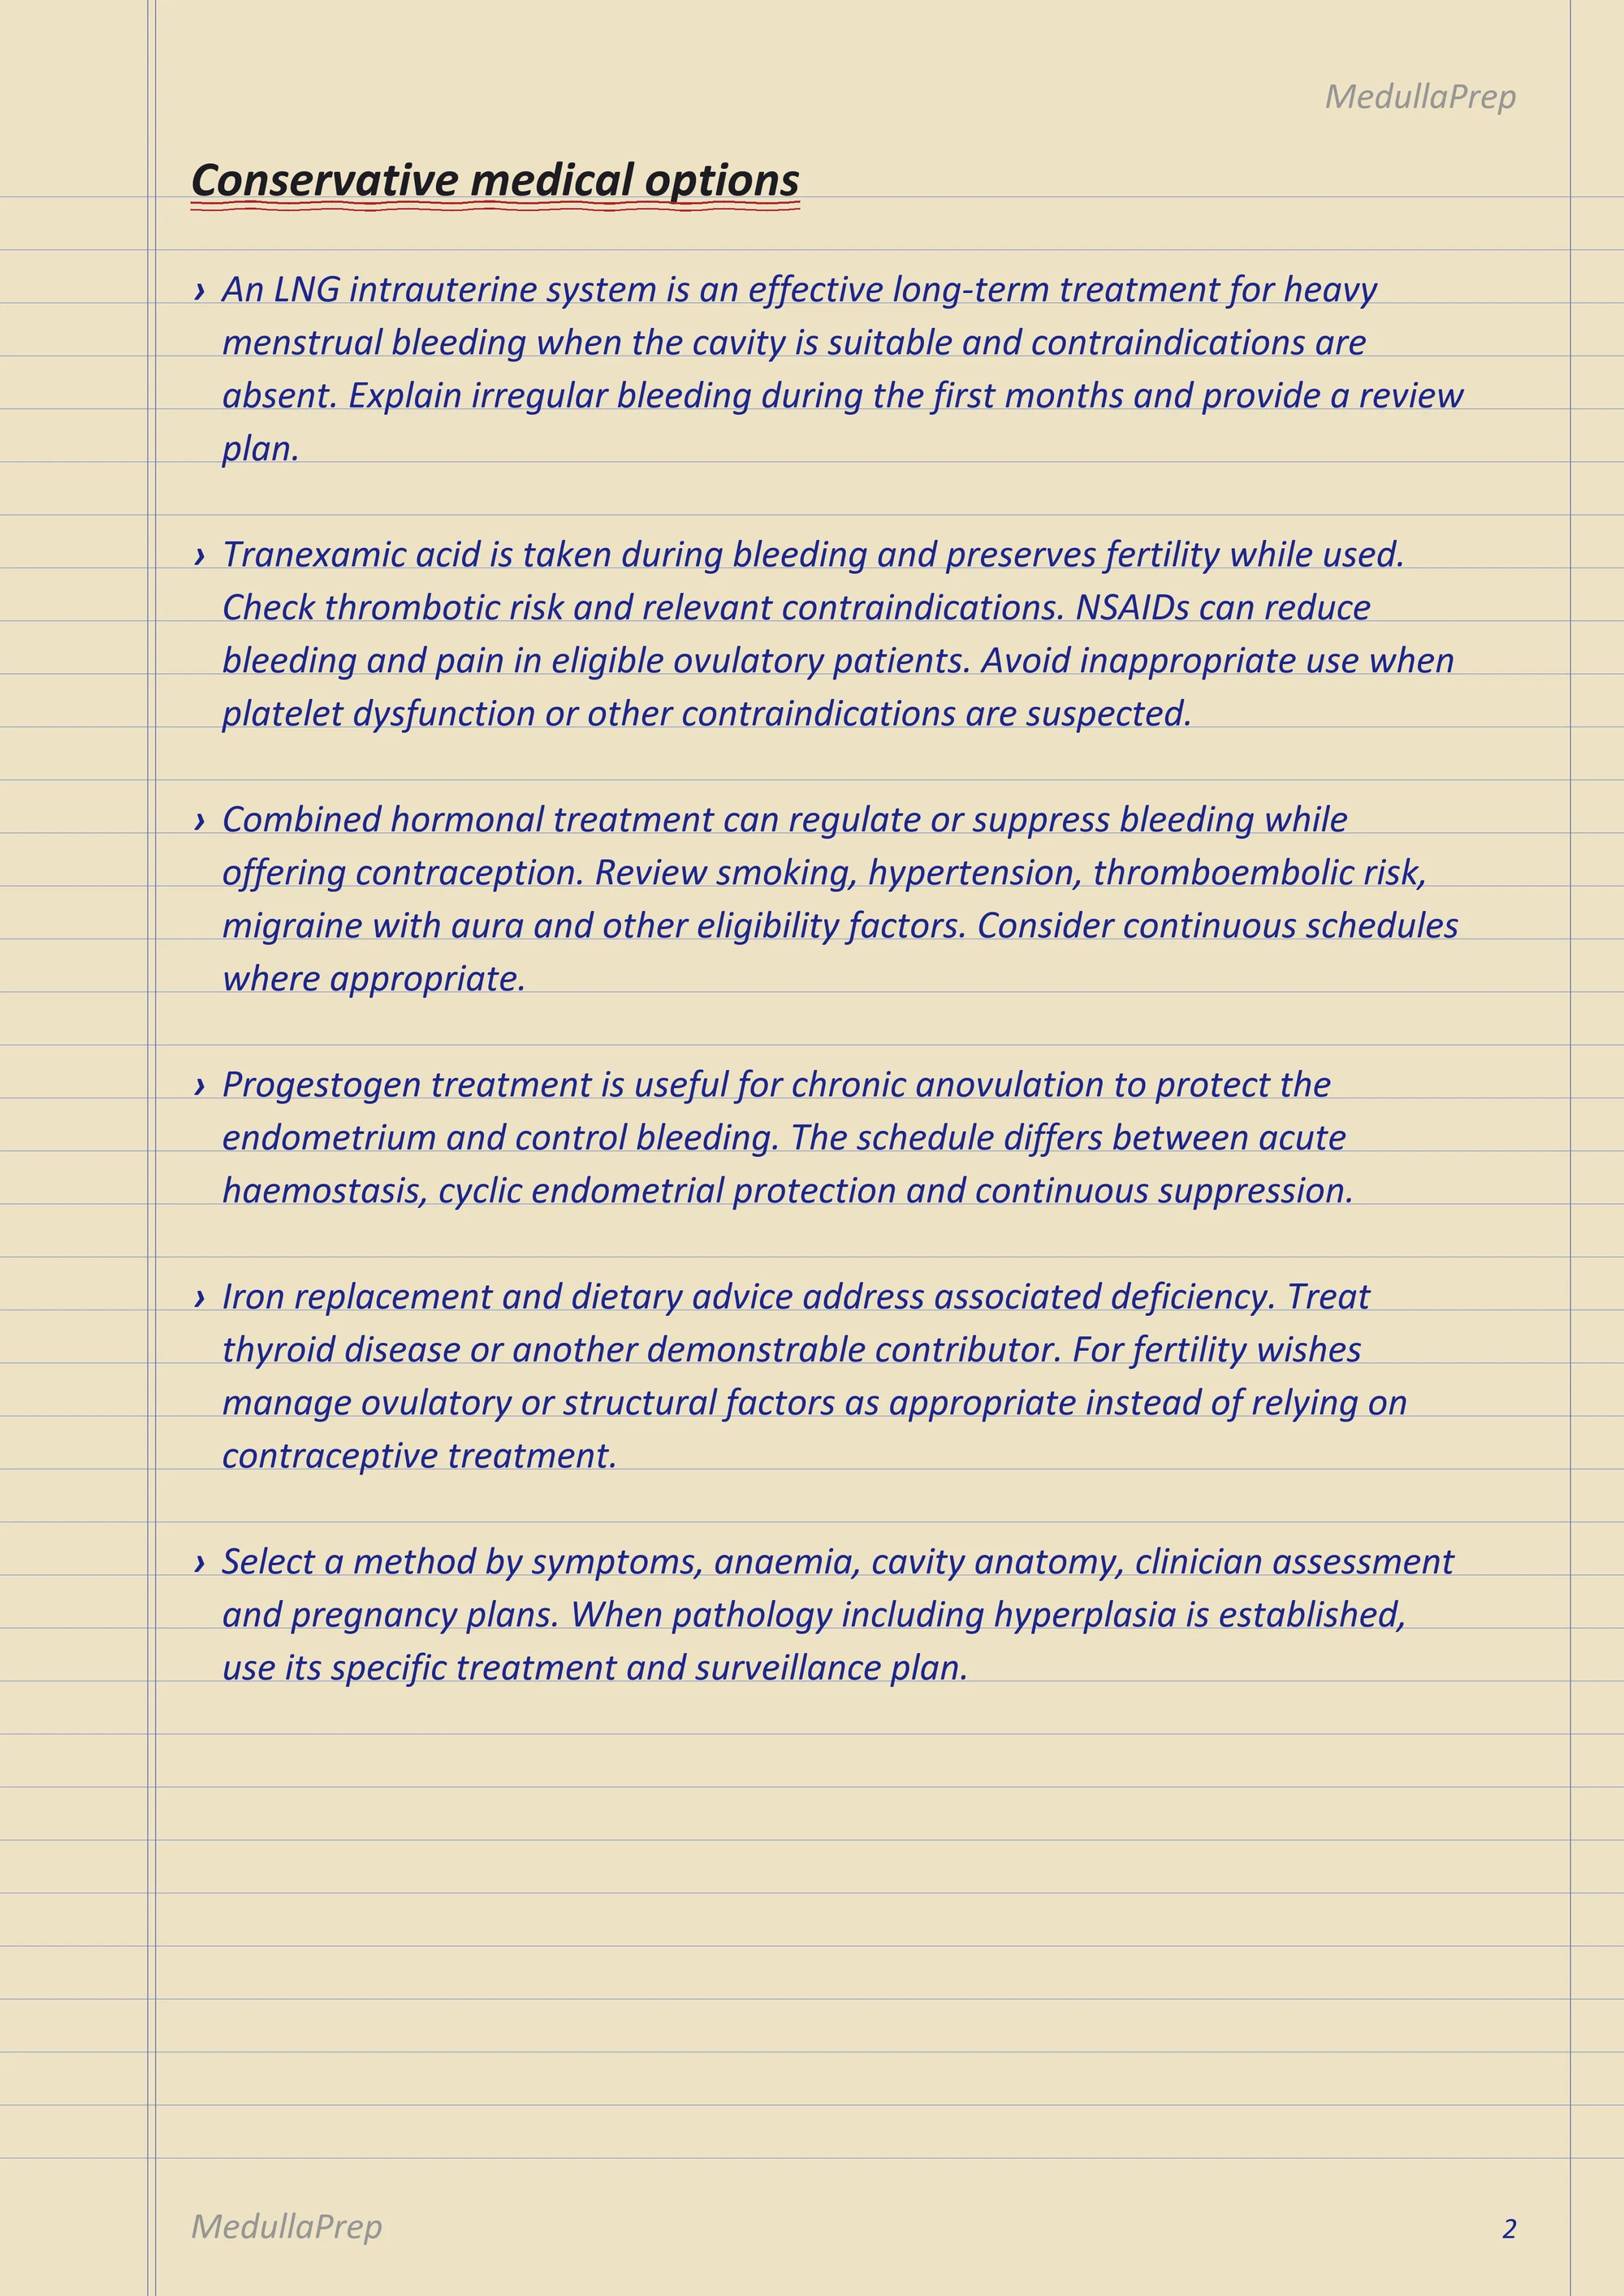 MedullaPrep
Conservative medical options
› An LNG intrauterine system is an effective long-term treatment for heavy
menstrual bleeding when the cavity is suitable and contraindications are
absent. Explain irregular bleeding during the first months and provide a review
plan.
› Tranexamic acid is taken during bleeding and preserves fertility while used.
Check thrombotic risk and relevant contraindications. NSAIDs can reduce
bleeding and pain in eligible ovulatory patients. Avoid inappropriate use when
platelet dysfunction or other contraindications are suspected.
› Combined hormonal treatment can regulate or suppress bleeding while
offering contraception. Review smoking, hypertension, thromboembolic risk,
migraine with aura and other eligibility factors. Consider continuous schedules
where appropriate.
› Progestogen treatment is useful for chronic anovulation to protect the
endometrium and control bleeding. The schedule differs between acute
haemostasis, cyclic endometrial protection and continuous suppression.
› Iron replacement and dietary advice address associated deficiency. Treat
thyroid disease or another demonstrable contributor. For fertility wishes
manage ovulatory or structural factors as appropriate instead of relying on
contraceptive treatment.
› Select a method by symptoms, anaemia, cavity anatomy, clinician assessment
and pregnancy plans. When pathology including hyperplasia is established,
use its specific treatment and surveillance plan.
MedullaPrep
2